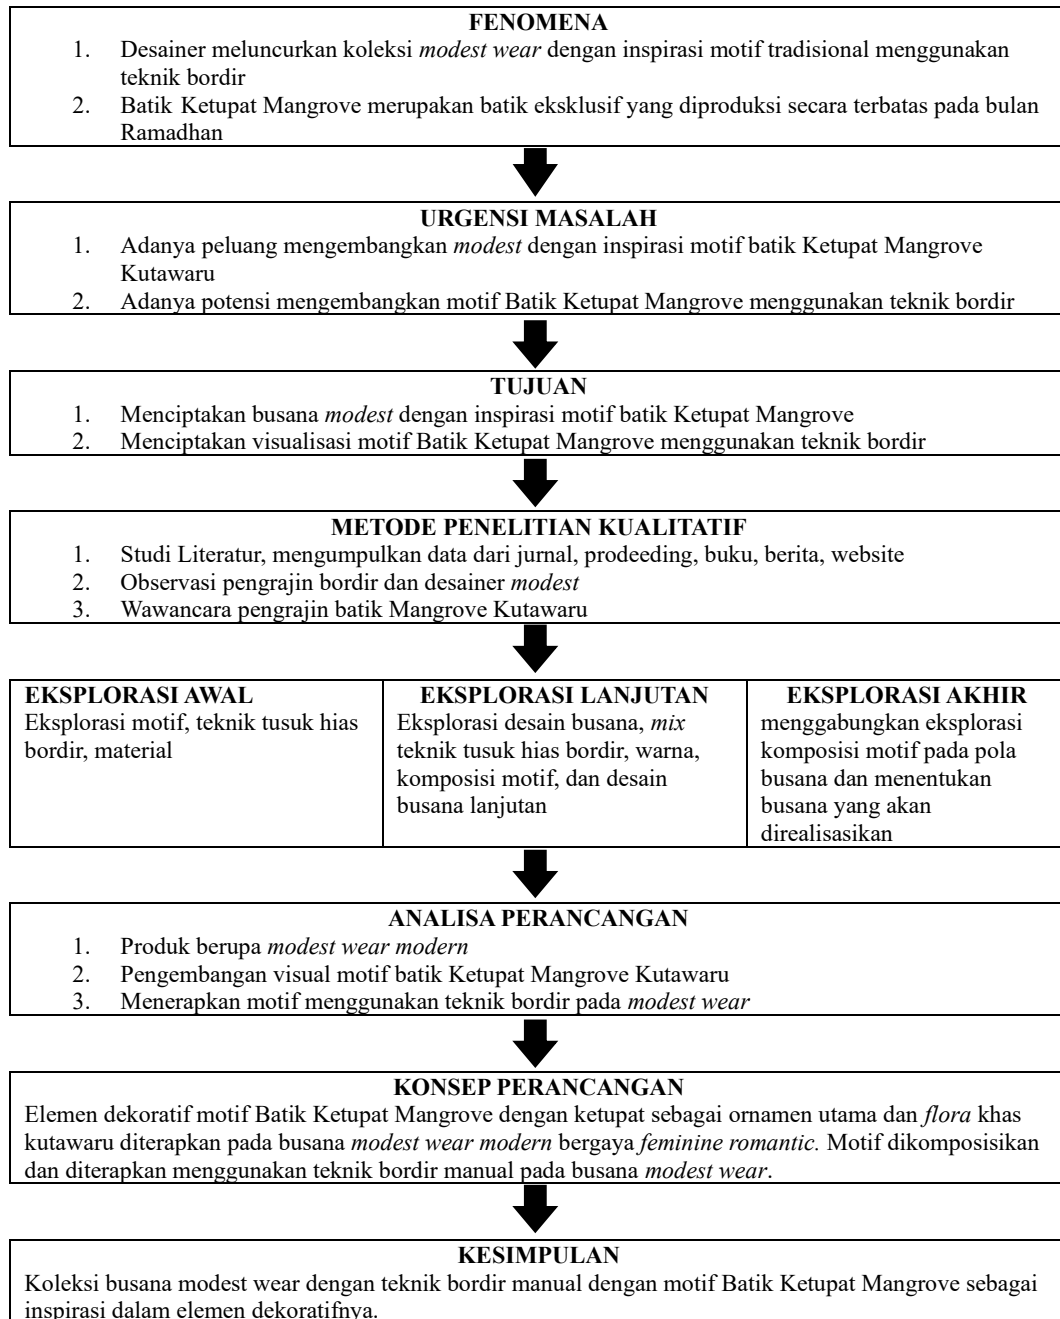 FENOMENA
1. Desainer meluncurkan koleksi modest wear dengan inspirasi motif tradisional menggunakan
teknik bordir
2. Batik Ketupat Mangrove merupakan batik eksklusif yang diproduksi secara terbatas pada bulan
Ramadhan
URGENSI MASALAH
1. Adanya peluang mengembangkan modest dengan inspirasi motif batik Ketupat Mangrove
Kutawaru
2. Adanya potensi mengembangkan motif Batik Ketupat Mangrove menggunakan teknik bordir
TUJUAN
1. Menciptakan busana modest dengan inspirasi motif batik Ketupat Mangrove
2. Menciptakan visualisasi motif Batik Ketupat Mangrove menggunakan teknik bordir
METODE PENELITIAN KUALITATIF
1. Studi Literatur, mengumpulkan data dari jurnal, prodeeding, buku, berita, website
2. Observasi pengrajin bordir dan desainer modest
3. Wawancara pengrajin batik Mangrove Kutawaru
EKSPLORASI AWAL
Eksplorasi motif, teknik tusuk hias
bordir, material
EKSPLORASI LANJUTAN
Eksplorasi desain busana, mix
teknik tusuk hias bordir, warna,
komposisi motif, dan desain
busana lanjutan
EKSPLORASI AKHIR
menggabungkan eksplorasi
komposisi motif pada pola
busana dan menentukan
busana yang akan
direalisasikan
ANALISA PERANCANGAN
1. Produk berupa modest wear modern
2. Pengembangan visual motif batik Ketupat Mangrove Kutawaru
3. Menerapkan motif menggunakan teknik bordir pada modest wear
KONSEP PERANCANGAN
Elemen dekoratif motif Batik Ketupat Mangrove dengan ketupat sebagai ornamen utama dan flora khas
kutawaru diterapkan pada busana modest wear modern bergaya feminine romantic. Motif dikomposisikan
dan diterapkan menggunakan teknik bordir manual pada busana modest wear.
KESIMPULAN
Koleksi busana modest wear dengan teknik bordir manual dengan motif Batik Ketupat Mangrove sebagai
inspirasi dalam elemen dekoratifnya.